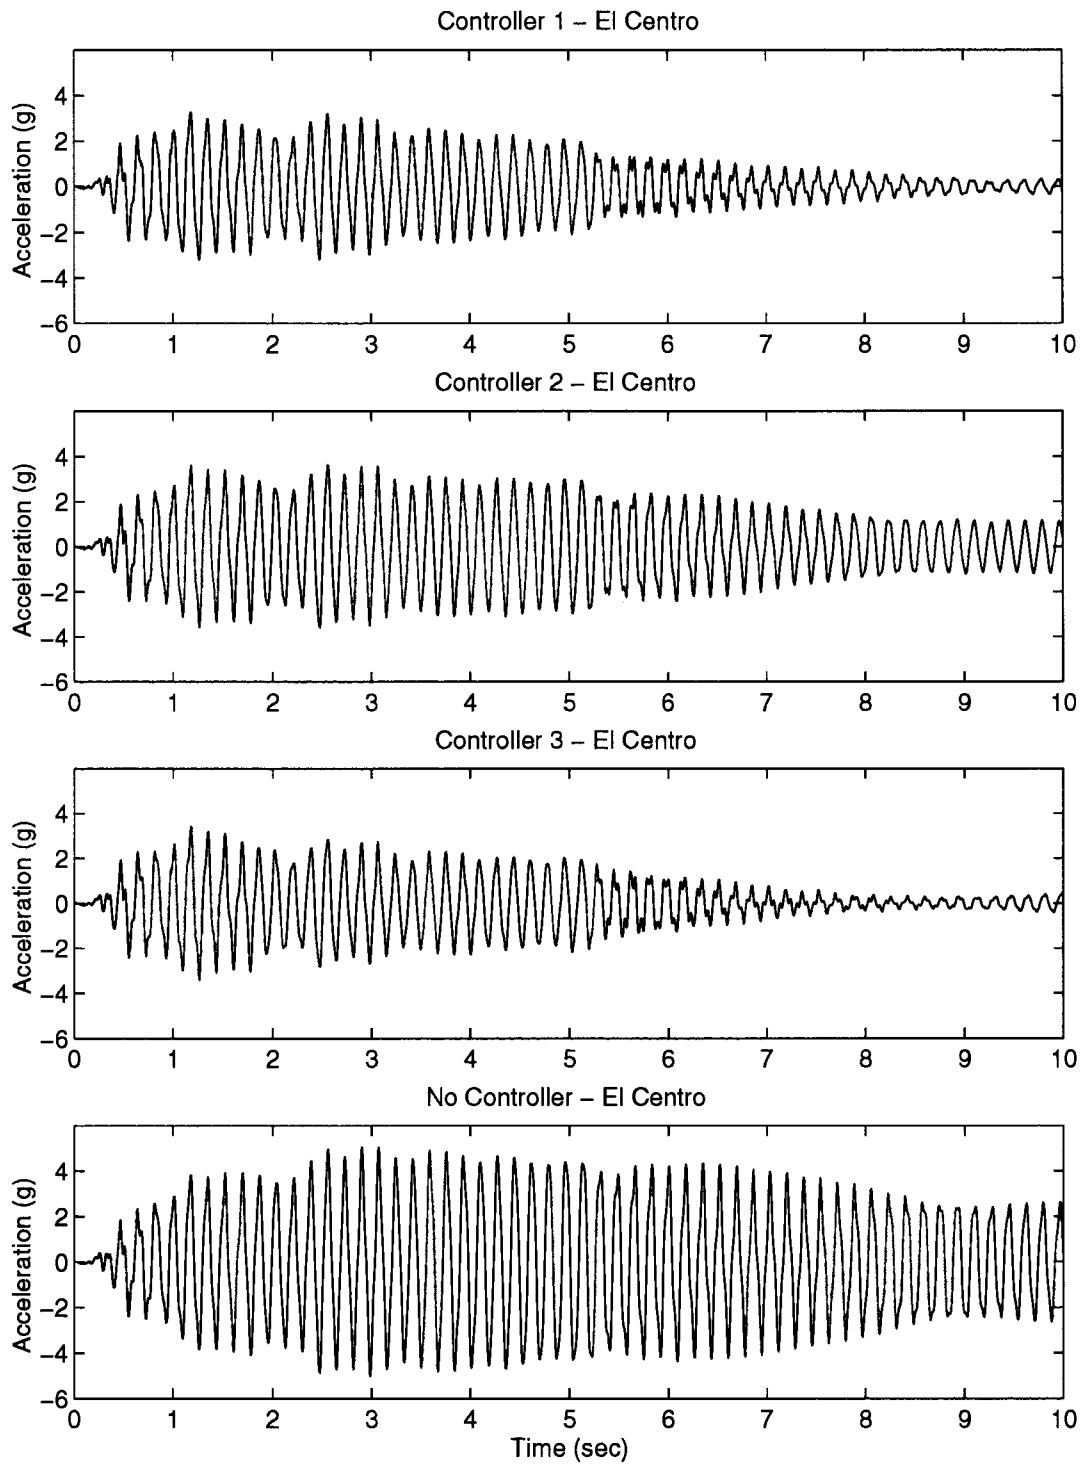 Controller 1 – El Centro
Acceleration (g)
4
2
0
−2
−4
−6
0 1 2 3 4 5 6 7 8 9 10
Controller 2 – El Centro
Acceleration (g)
4
2
0
−2
−4
−6
0 1 2 3 4 5 6 7 8 9 10
Controller 3 – El Centro
Acceleration (g)
4
2
0
−2
−4
−6
0 1 2 3 4 5 6 7 8 9 10
No Controller – El Centro
Acceleration (g)
4
2
0
−2
−4
−6
0 1 2 3 4 5 6 7 8 9 10
Time (sec)